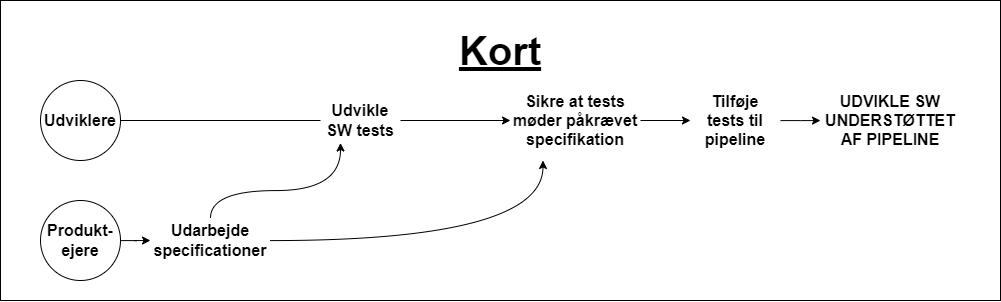 Kort
Udviklere
Udvikle
SW tests
Sikre at tests
møder påkrævet
specifikation
Tilføje
tests til
pipeline
UDVIKLE SW
UNDERSTØTTET
AF PIPELINE
Produkt-
ejere
Udarbejde
specificationer